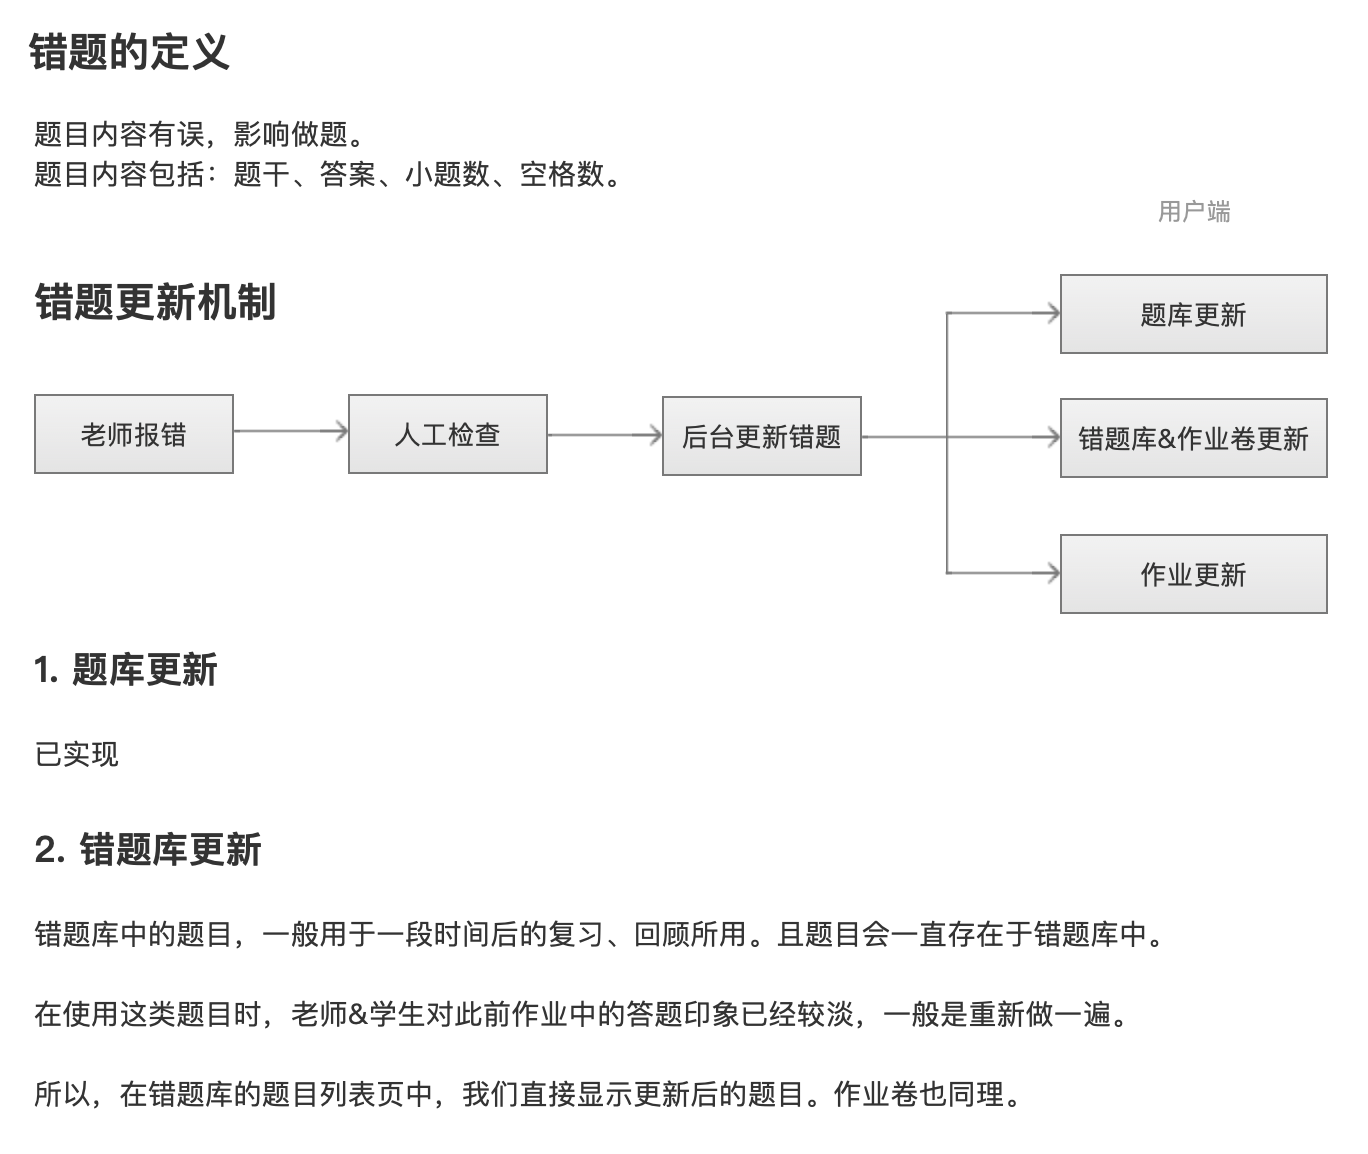 错题的定义
题目内容有误，影响做题。
题目内容包括：题干、答案、小题数、空格数。
用户端
错题更新机制
老师报错
人工检查
后台更新错题
题库更新
错题库&作业卷更新
作业更新
1. 题库更新
已实现
2. 错题库更新
错题库中的题目，一般用于一段时间后的复习、回顾所用。且题目会一直存在于错题库中。
在使用这类题目时，老师&学生对此前作业中的答题印象已经较淡，一般是重新做一遍。
所以，在错题库的题目列表页中，我们直接显示更新后的题目。作业卷也同理。